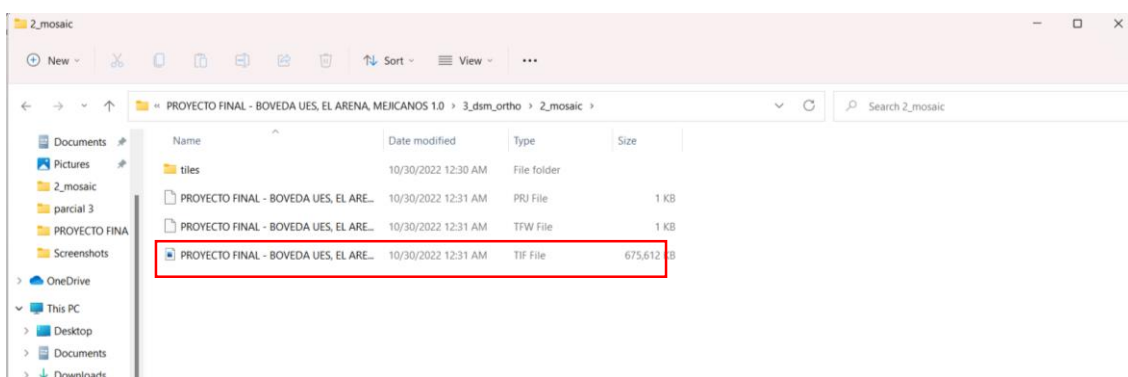 2_mosaic
New
Sort
View
PROYECTO FINAL - BOVEDA UES, EL ARENA, MEJICANOS 1.0 > 3_dsm_ortho > 2_mosaic >
Search 2_mosaic
Documents
Pictures
2_mosaic
parcial 3
PROYECTO FINA
Screenshots
OneDrive
This PC
Desktop
Documents
Downloads
Name Date modified Type Size
tiles 10/30/2022 12:30 AM File folder
PROYECTO FINAL - BOVEDA UES, EL ARE... 10/30/2022 12:31 AM PRJ File 1 KB
PROYECTO FINAL - BOVEDA UES, EL ARE... 10/30/2022 12:31 AM TFW File 1 KB
PROYECTO FINAL - BOVEDA UES, EL ARE... 10/30/2022 12:31 AM TIF File 675,612 KB